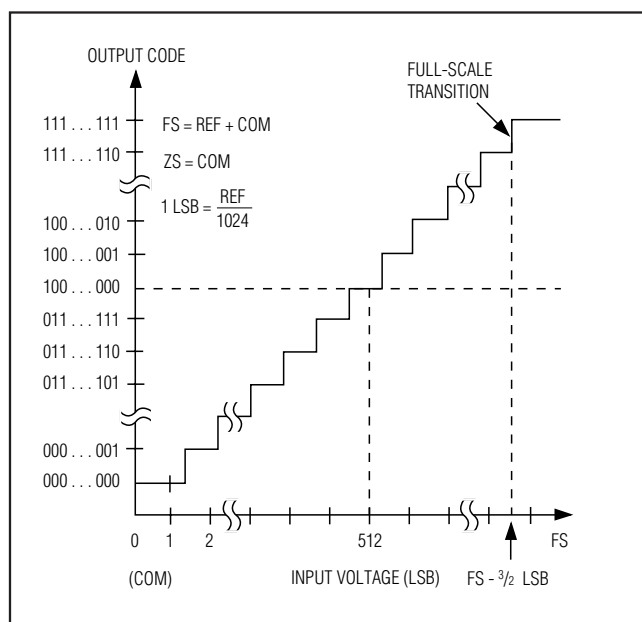 OUTPUT CODE
FULL-SCALE
TRANSITION
111 . . . 111
FS = REF + COM
111 . . . 110
ZS = COM
1 LSB = REF
1024
100 . . . 010
100 . . . 001
100 . . . 000
011 . . . 111
011 . . . 110
011 . . . 101
000 . . . 001
000 . . . 000
0 1 2 512 FS
(COM) INPUT VOLTAGE (LSB) FS - 3/2 LSB